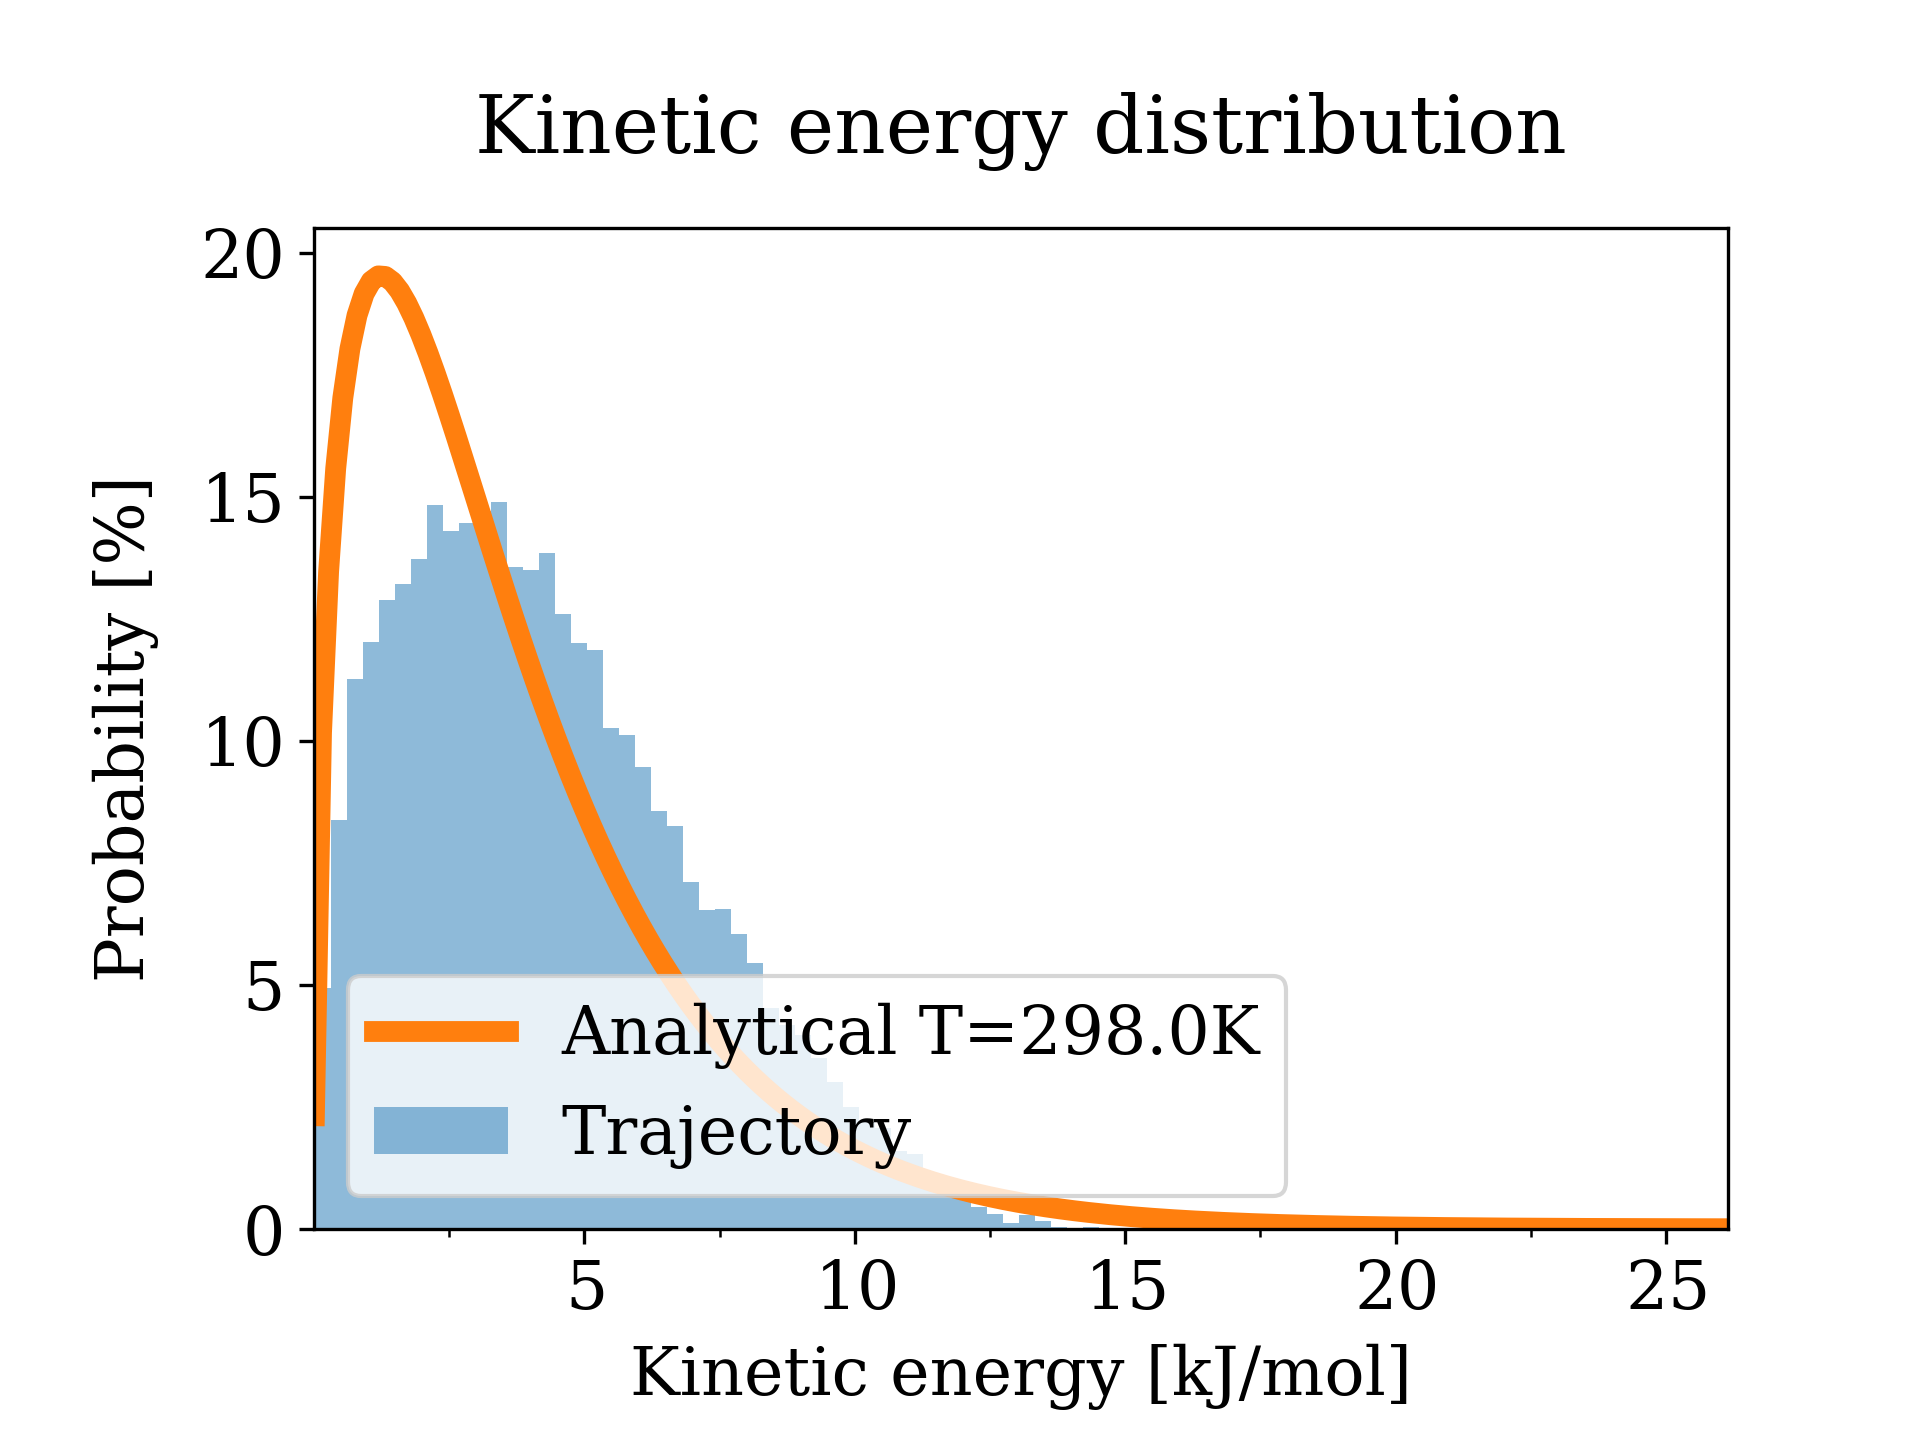 Kinetic energy distribution
20
15
10
5
0
Probability [%]
Analytical T=298.0K
Trajectory
5 10 15 20 25
Kinetic energy [kJ/mol]